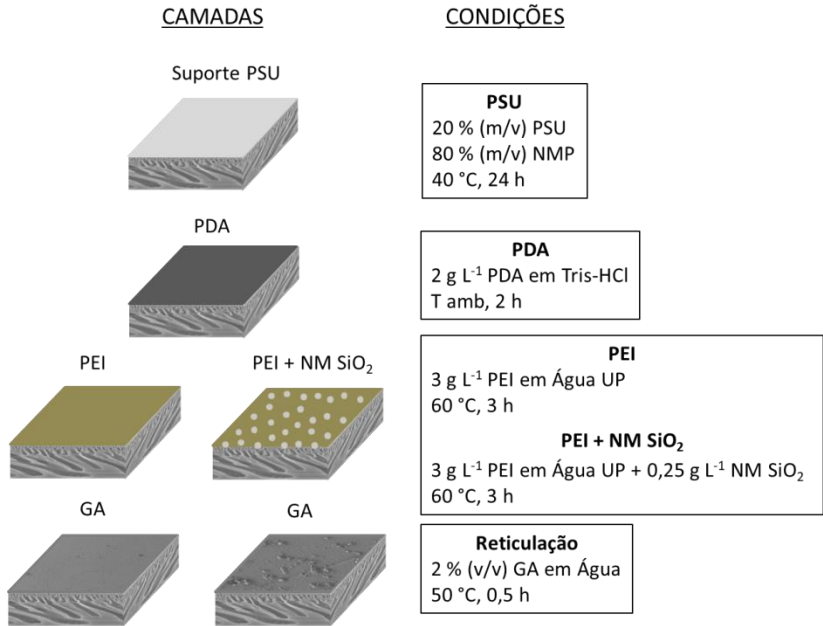 CAMADAS
CONDIÇÕES
Suporte PSU
PSU
20 % (m/v) PSU
80 % (m/v) NMP
40 °C, 24 h
PDA
PDA
2 g L⁻¹ PDA em Tris-HCl
T amb, 2 h
PEI
PEI + NM SiO₂
PEI
3 g L⁻¹ PEI em Água UP
60 °C, 3 h
PEI + NM SiO₂
3 g L⁻¹ PEI em Água UP + 0,25 g L⁻¹ NM SiO₂
60 °C, 3 h
GA
GA
Reticulação
2 % (v/v) GA em Água
50 °C, 0,5 h